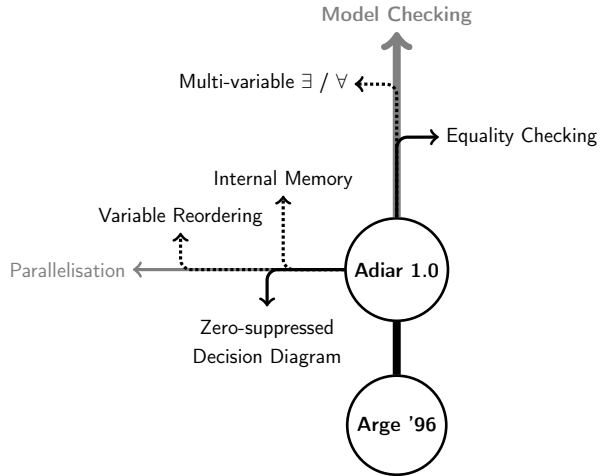 Model Checking
Multi-variable ∃ / ∀
Equality Checking
Internal Memory
Variable Reordering
Parallelisation
Adiar 1.0
Zero-suppressed
Decision Diagram
Arge '96